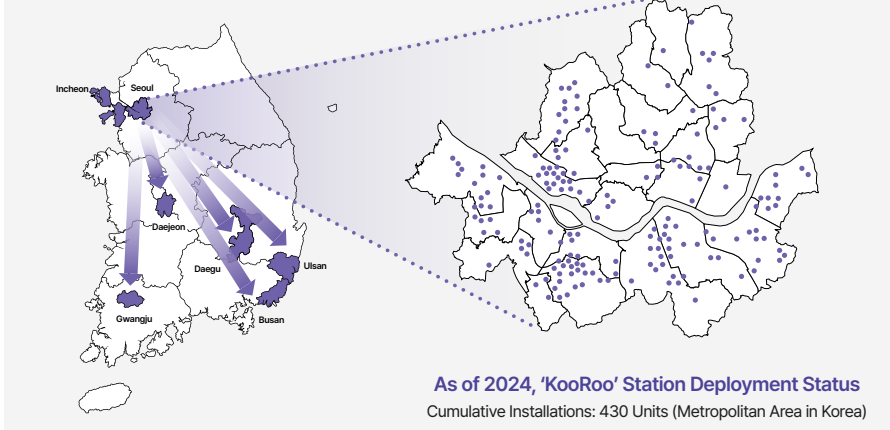 Incheon
Seoul
Daejeon
Daegu
Ulsan
Gwangju
Busan
As of 2024, ‘KooRoo’ Station Deployment Status
Cumulative Installations: 430 Units (Metropolitan Area in Korea)